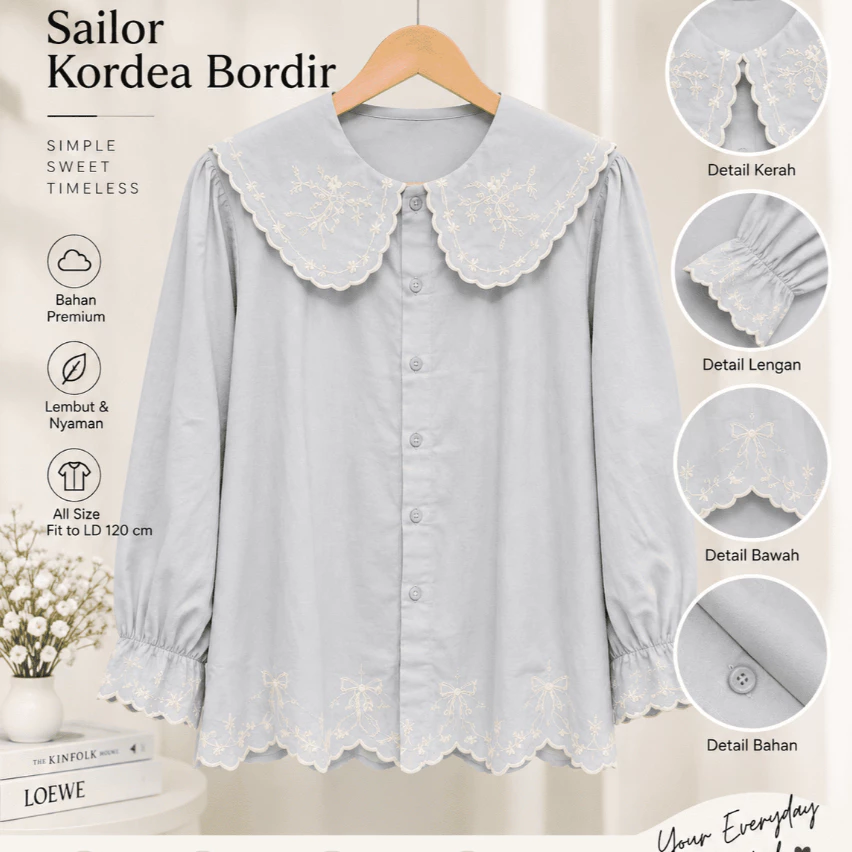 Sailor
Kordea Bordir
SIMPLE
SWEET
TIMELESS
Bahan
Premium
Lembut &
Nyaman
All Size
Fit to LD 120 cm
Detail Kerah
Detail Lengan
Detail Bawah
Detail Bahan
THE KINFOLK
LOEWE
Your Everyday